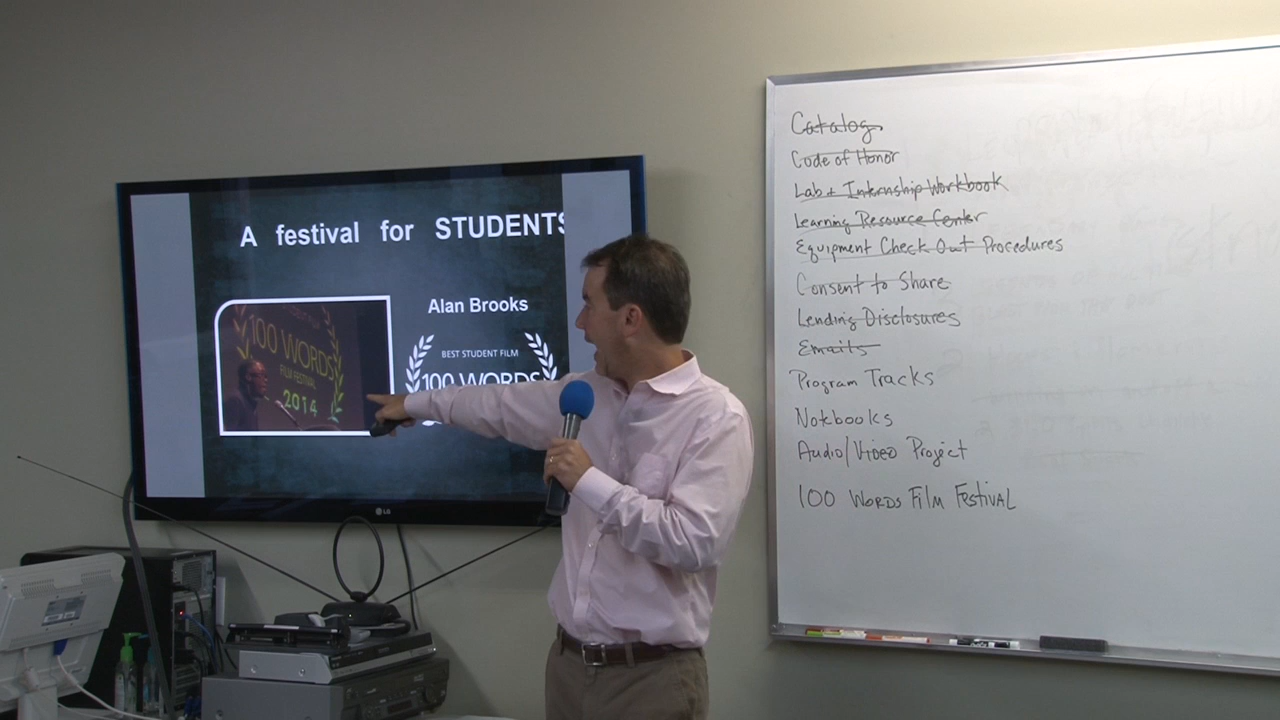 A festival for STUDENTS
Alan Brooks
BEST STUDENT FILM
100 WORDS
100 WORDS
FILM FESTIVAL
2014
LG
Catalog
Code of Honor
Lab + Internship Workbook
Learning Resource Center
Equipment Check Out Procedures
Consent to Share
Lending Disclosures
Emails
Program Tracks
Notebooks
Audio/Video Project
100 Words Film Festival